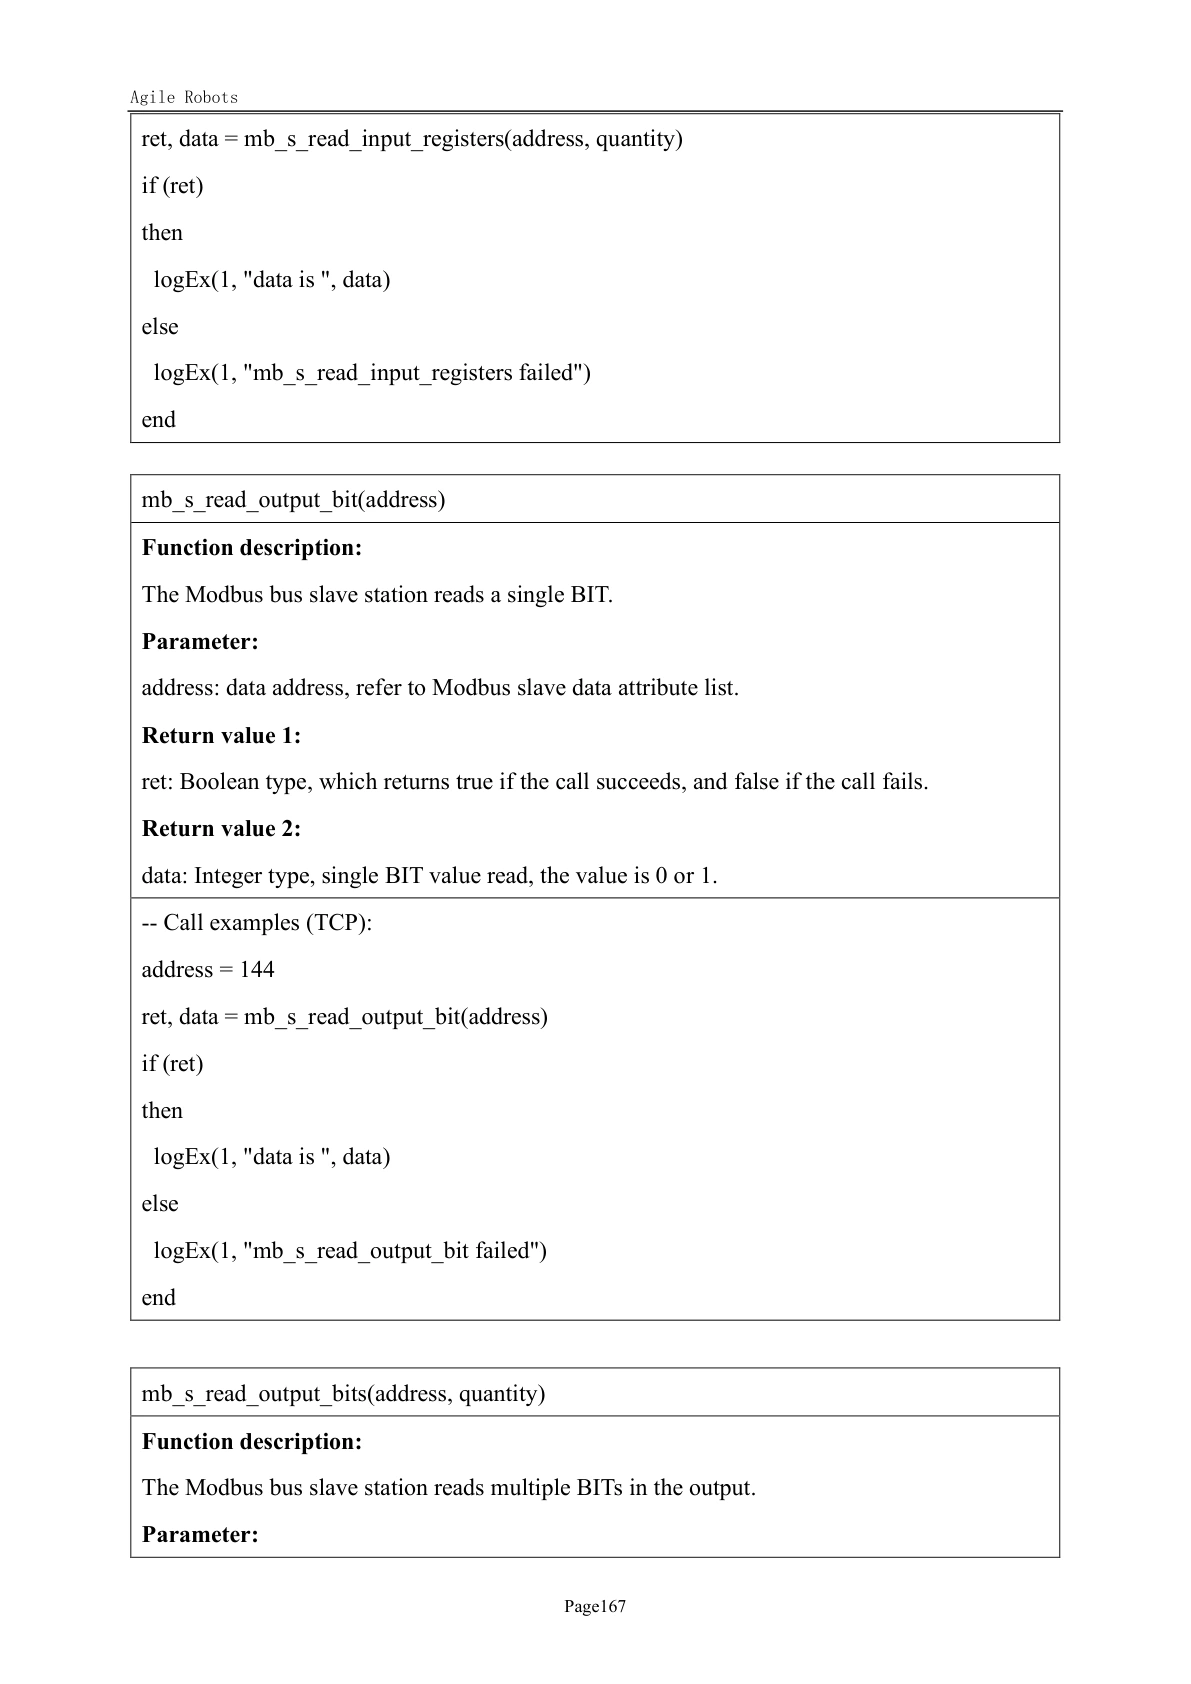 Agile Robots
ret, data = mb_s_read_input_registers(address, quantity)
if (ret)
then
logEx(1, "data is ", data)
else
logEx(1, "mb_s_read_input_registers failed")
end
mb_s_read_output_bit(address)
Function description:
The Modbus bus slave station reads a single BIT.
Parameter:
address: data address, refer to Modbus slave data attribute list.
Return value 1:
ret: Boolean type, which returns true if the call succeeds, and false if the call fails.
Return value 2:
data: Integer type, single BIT value read, the value is 0 or 1.
-- Call examples (TCP):
address = 144
ret, data = mb_s_read_output_bit(address)
if (ret)
then
logEx(1, "data is ", data)
else
logEx(1, "mb_s_read_output_bit failed")
end
mb_s_read_output_bits(address, quantity)
Function description:
The Modbus bus slave station reads multiple BITs in the output.
Parameter:
Page167